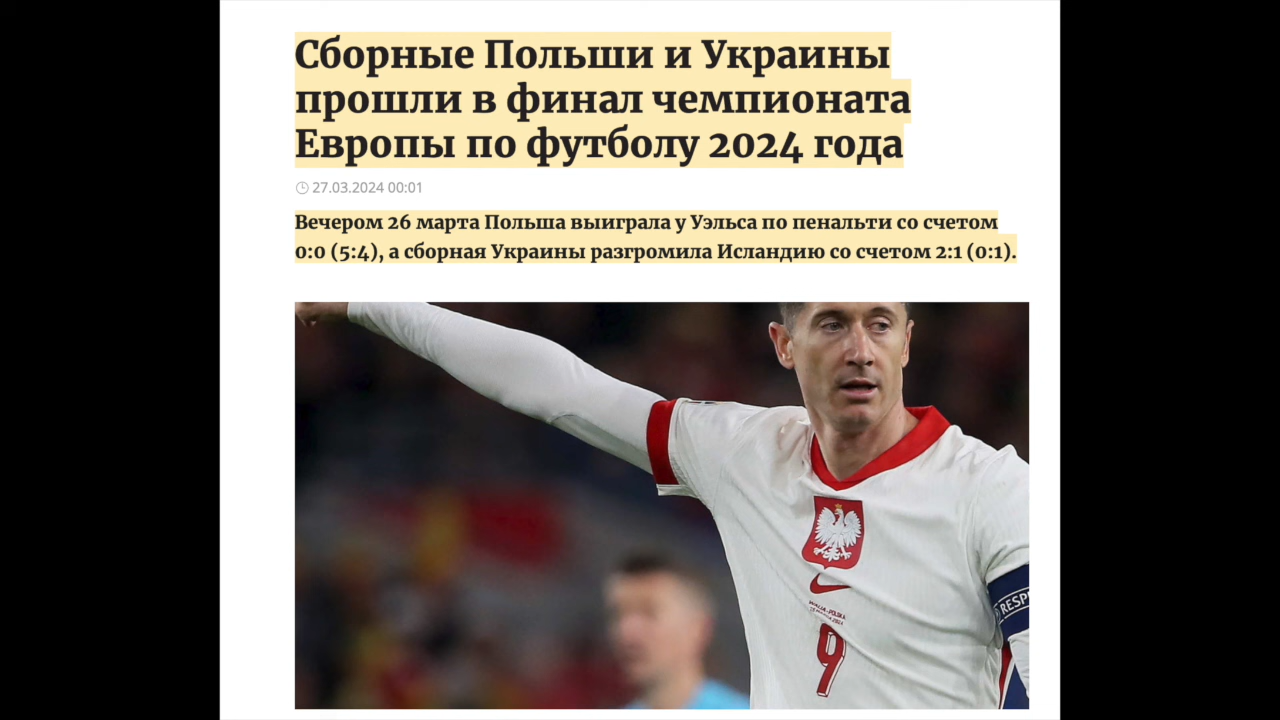 Сборные Польши и Украины
прошли в финал чемпионата
Европы по футболу 2024 года
27.03.2024 00:01
Вечером 26 марта Польша выиграла у Уэльса по пенальти со счетом
0:0 (5:4), а сборная Украины разгромила Исландию со счетом 2:1 (0:1).
RESPE
9